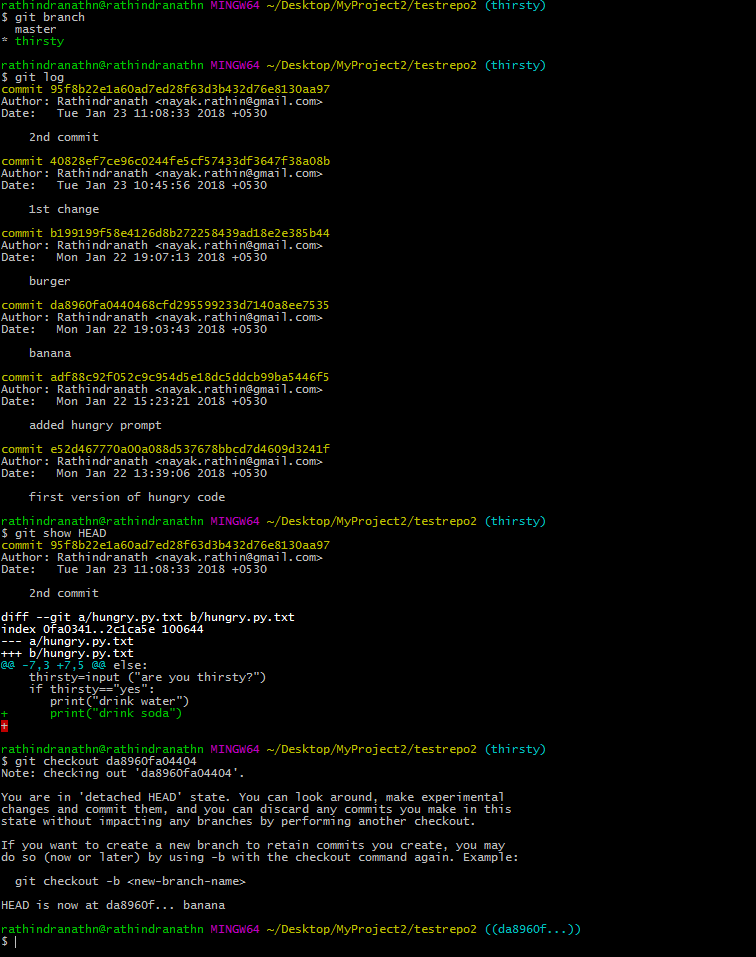 rathindranathn@rathindranathn MINGW64 ~/Desktop/MyProject2/testrepo2 (thirsty)
$ git branch
  master
* thirsty

rathindranathn@rathindranathn MINGW64 ~/Desktop/MyProject2/testrepo2 (thirsty)
$ git log
commit 95f8b22e1a60ad7ed28f63d3b432d76e8130aa97
Author: Rathindranath <nayak.rathin@gmail.com>
Date:   Tue Jan 23 11:08:33 2018 +0530

    2nd commit

commit 40828ef7ce96c0244fe5cf57433df3647f38a08b
Author: Rathindranath <nayak.rathin@gmail.com>
Date:   Tue Jan 23 10:45:56 2018 +0530

    1st change

commit b199199f58e4126d8b272258439ad18e2e385b44
Author: Rathindranath <nayak.rathin@gmail.com>
Date:   Mon Jan 22 19:07:13 2018 +0530

    burger

commit da8960fa0440468cfd295599233d7140a8ee7535
Author: Rathindranath <nayak.rathin@gmail.com>
Date:   Mon Jan 22 19:03:43 2018 +0530

    banana

commit adf88c92f052c9c954d5e18dc5ddcb99ba5446f5
Author: Rathindranath <nayak.rathin@gmail.com>
Date:   Mon Jan 22 15:23:21 2018 +0530

    added hungry prompt

commit e52d467770a00a088d537678bbcd7d4609d3241f
Author: Rathindranath <nayak.rathin@gmail.com>
Date:   Mon Jan 22 13:39:06 2018 +0530

    first version of hungry code

rathindranathn@rathindranathn MINGW64 ~/Desktop/MyProject2/testrepo2 (thirsty)
$ git show HEAD
commit 95f8b22e1a60ad7ed28f63d3b432d76e8130aa97
Author: Rathindranath <nayak.rathin@gmail.com>
Date:   Tue Jan 23 11:08:33 2018 +0530

    2nd commit

diff --git a/hungry.py.txt b/hungry.py.txt
index 0fa0341..2c1ca5e 100644
--- a/hungry.py.txt
+++ b/hungry.py.txt
@@ -7,3 +7,5 @@ else:
    thirsty=input ("are you thirsty?")
    if thirsty=="yes":
       print("drink water")
+      print("drink soda")
+

rathindranathn@rathindranathn MINGW64 ~/Desktop/MyProject2/testrepo2 (thirsty)
$ git checkout da8960fa04404
Note: checking out 'da8960fa04404'.

You are in 'detached HEAD' state. You can look around, make experimental
changes and commit them, and you can discard any commits you make in this
state without impacting any branches by performing another checkout.

If you want to create a new branch to retain commits you create, you may
do so (now or later) by using -b with the checkout command again. Example:

  git checkout -b <new-branch-name>

HEAD is now at da8960f... banana

rathindranathn@rathindranathn MINGW64 ~/Desktop/MyProject2/testrepo2 ((da8960f...))
$